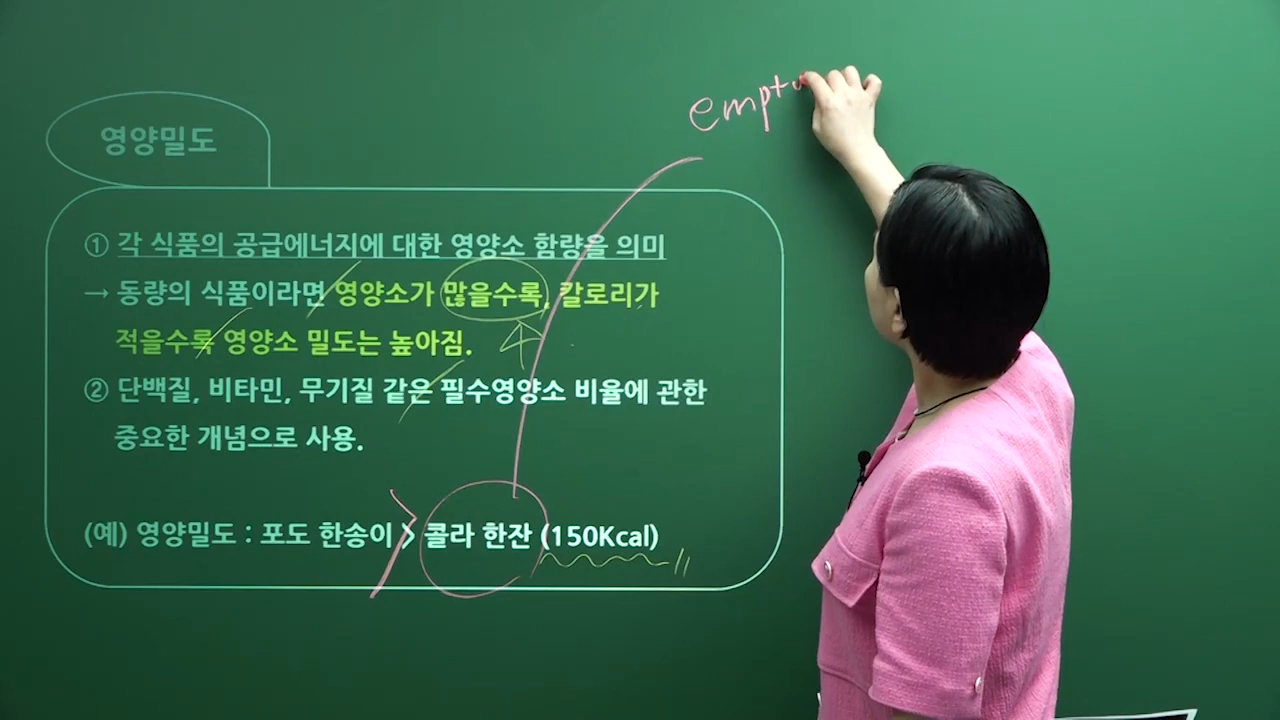 empty
영양밀도
① 각 식품의 공급에너지에 대한 영양소 함량을 의미
→ 동량의 식품이라면 영양소가 많을수록, 칼로리가
적을수록 영양소 밀도는 높아짐.
② 단백질, 비타민, 무기질 같은 필수영양소 비율에 관한
중요한 개념으로 사용.
(예) 영양밀도 : 포도 한송이 > 콜라 한잔 (150Kcal)